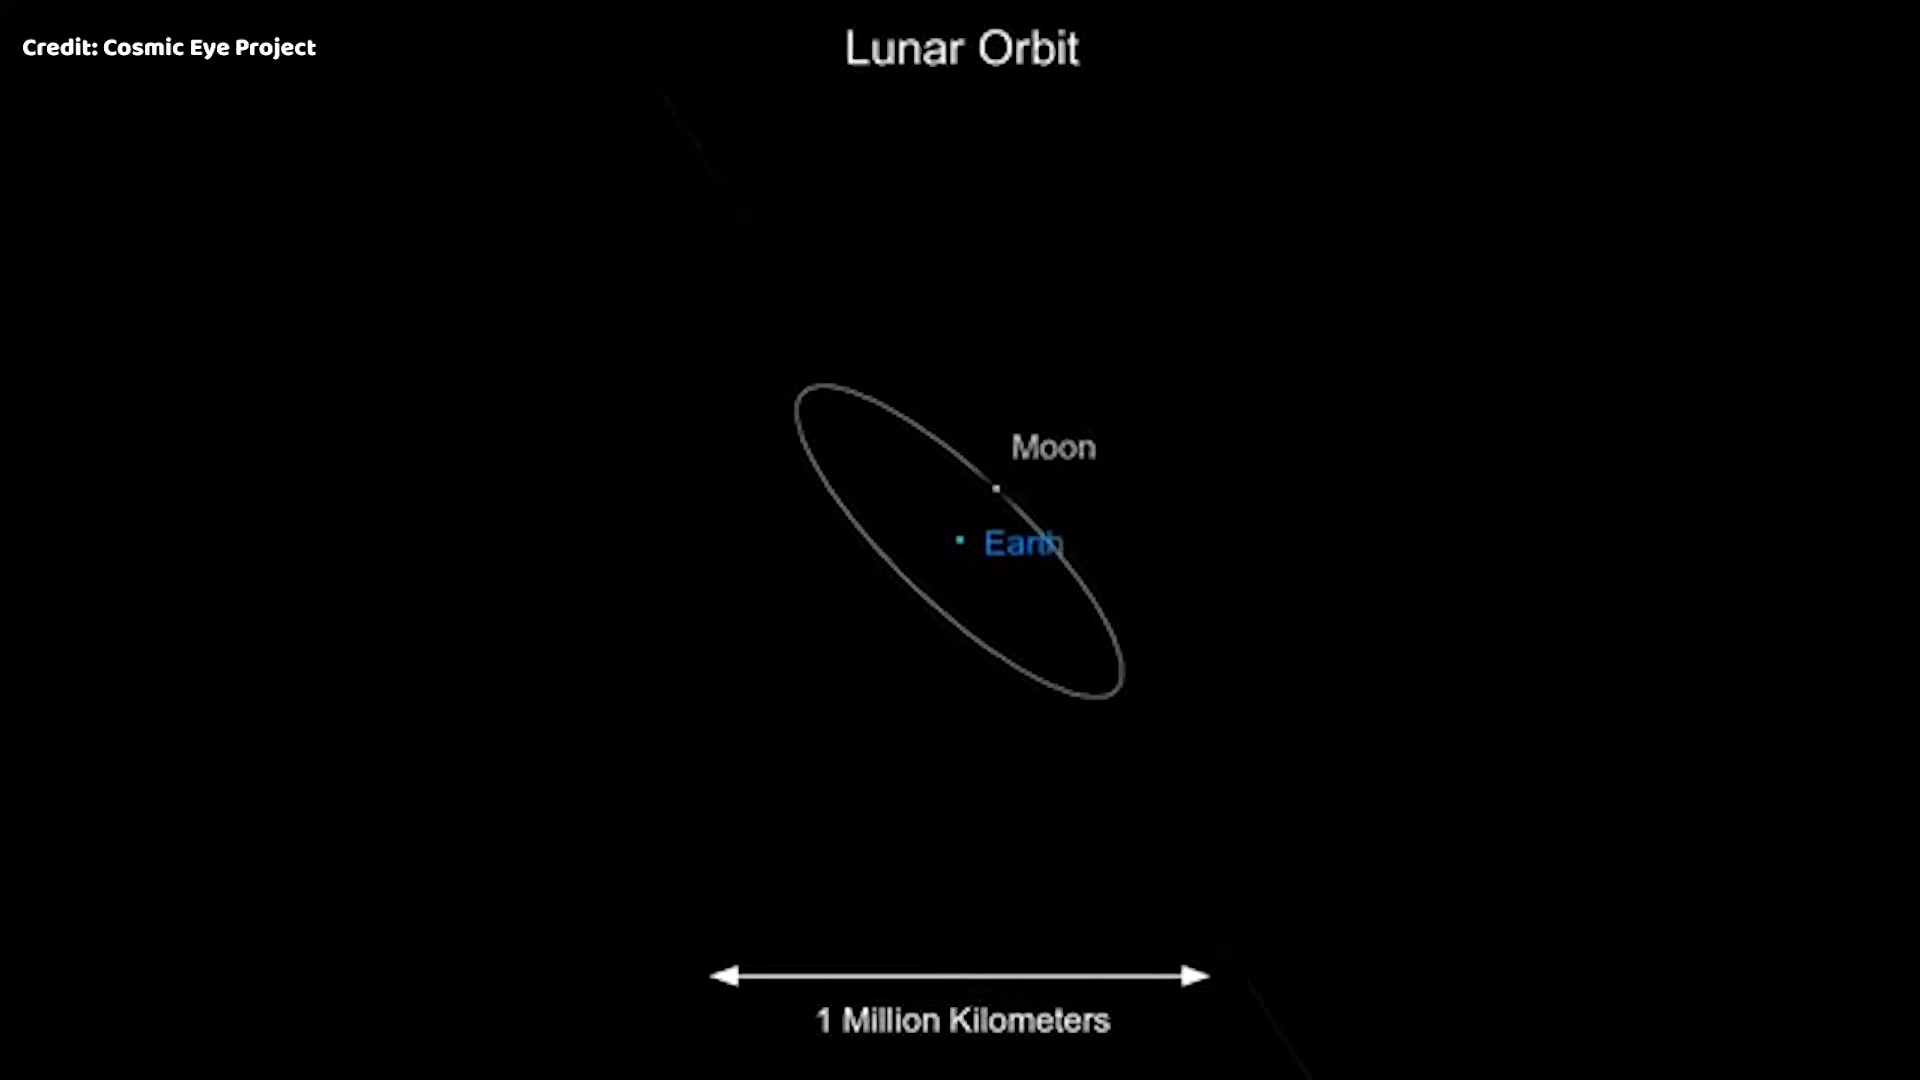 Credit: Cosmic Eye Project
Lunar Orbit
Moon
Earth
1 Million Kilometers